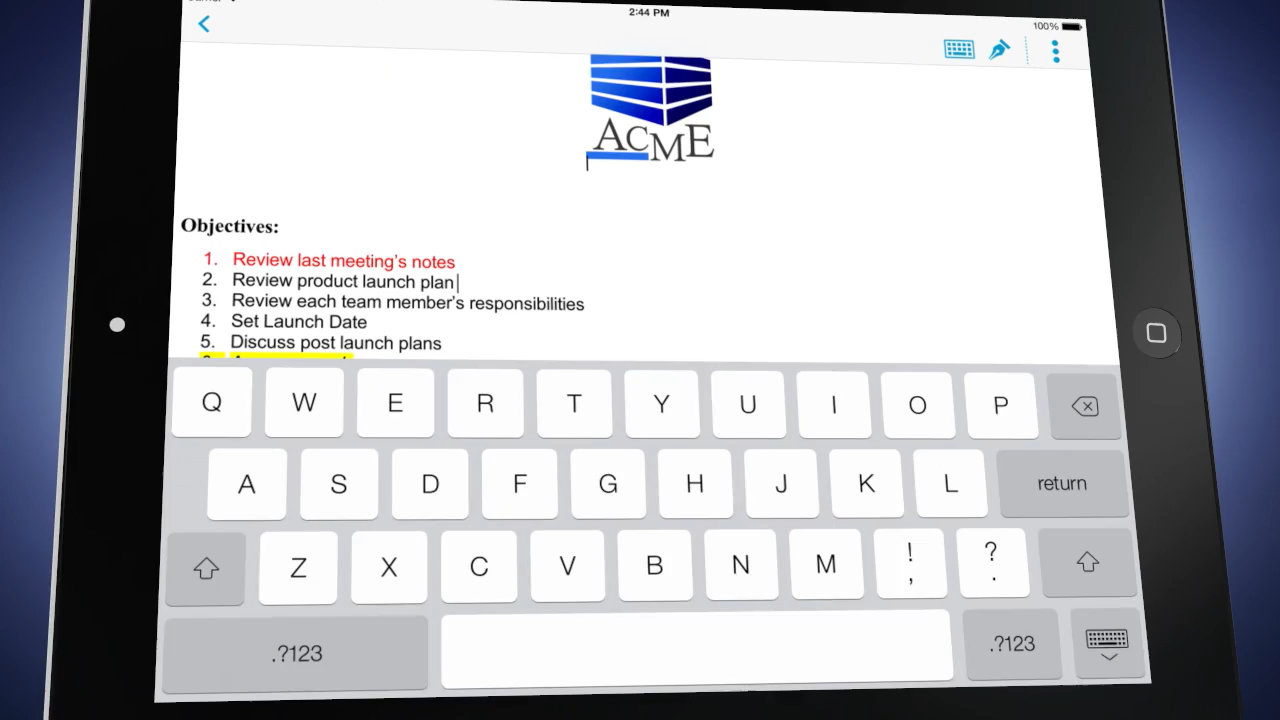 2:44 PM
100%
ACME
Objectives:
1. Review last meeting's notes
2. Review product launch plan
3. Review each team member's responsibilities
4. Set Launch Date
5. Discuss post launch plans
Q W E R T Y U I O P
A S D F G H J K L return
Z X C V B N M ! , ? .
.?123 .?123